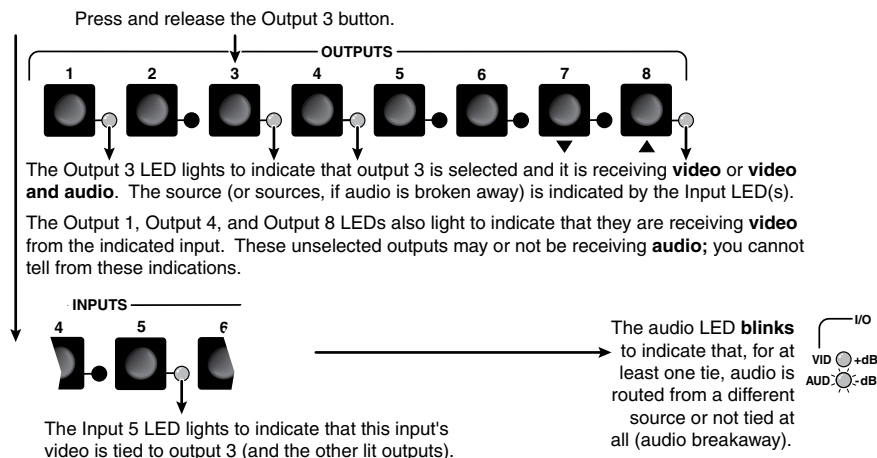 Press and release the Output 3 button.
OUTPUTS
1 2 3 4 5 6 7 8
The Output 3 LED lights to indicate that output 3 is selected and it is receiving video or video
and audio. The source (or sources, if audio is broken away) is indicated by the Input LED(s).
The Output 1, Output 4, and Output 8 LEDs also light to indicate that they are receiving video
from the indicated input. These unselected outputs may or not be receiving audio; you cannot
tell from these indications.
INPUTS
4 5 6
The Input 5 LED lights to indicate that this input's
video is tied to output 3 (and the other lit outputs).
The audio LED blinks
to indicate that, for at
least one tie, audio is
routed from a different
source or not tied at
all (audio breakaway).
I/O
VID +dB
AUD -dB